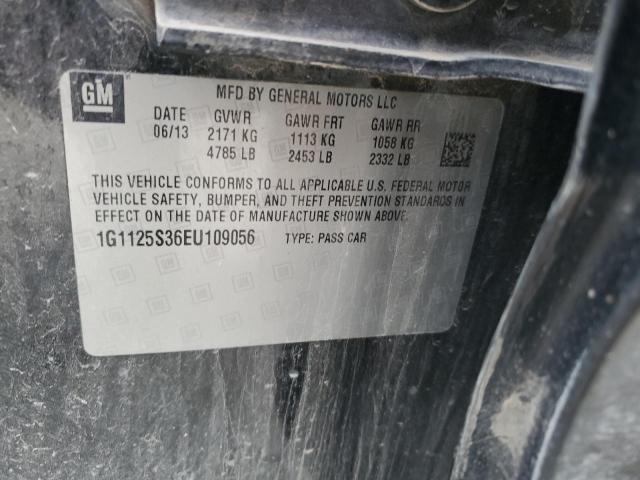 GM
MFD BY GENERAL MOTORS LLC
DATE GVWR GAWR FRT GAWR RR
06/13 2171 KG 1113 KG 1058 KG
4785 LB 2453 LB 2332 LB
THIS VEHICLE CONFORMS TO ALL APPLICABLE U.S. FEDERAL MOTOR
VEHICLE SAFETY, BUMPER, AND THEFT PREVENTION STANDARDS IN
EFFECT ON THE DATE OF MANUFACTURE SHOWN ABOVE.
1G1125S36EU109056 TYPE: PASS CAR